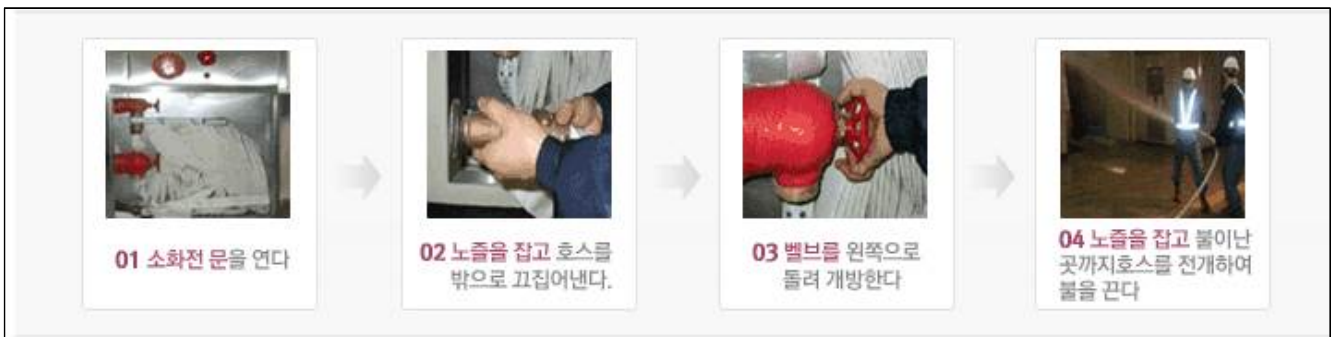 01 소화전 문을 연다
02 노즐을 잡고 호스를
밖으로 끄집어낸다.
03 벨브를 왼쪽으로
돌려 개방한다
04 노즐을 잡고 불이난
곳까지호스를 전개하여
불을 끈다